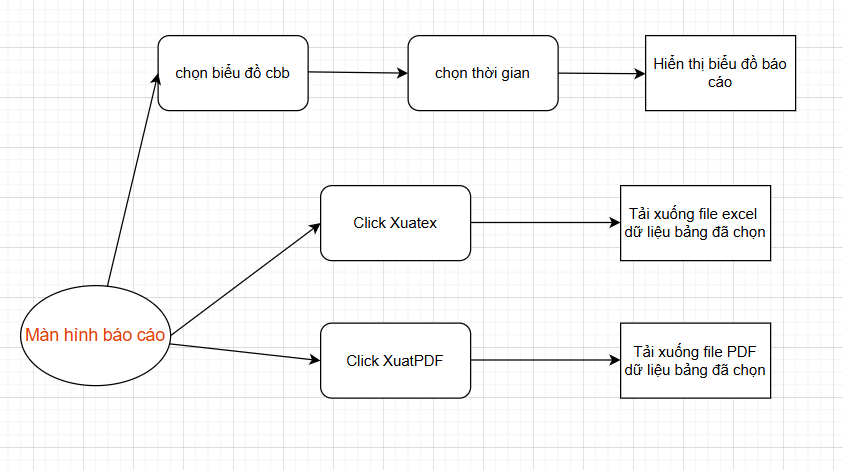 chọn biểu đồ cbb
chọn thời gian
Hiển thị biểu đồ báo
cáo
Click Xuatex
Tải xuống file excel
dữ liệu bảng đã chọn
Màn hình báo cáo
Click XuatPDF
Tải xuống file PDF
dữ liệu bảng đã chọn